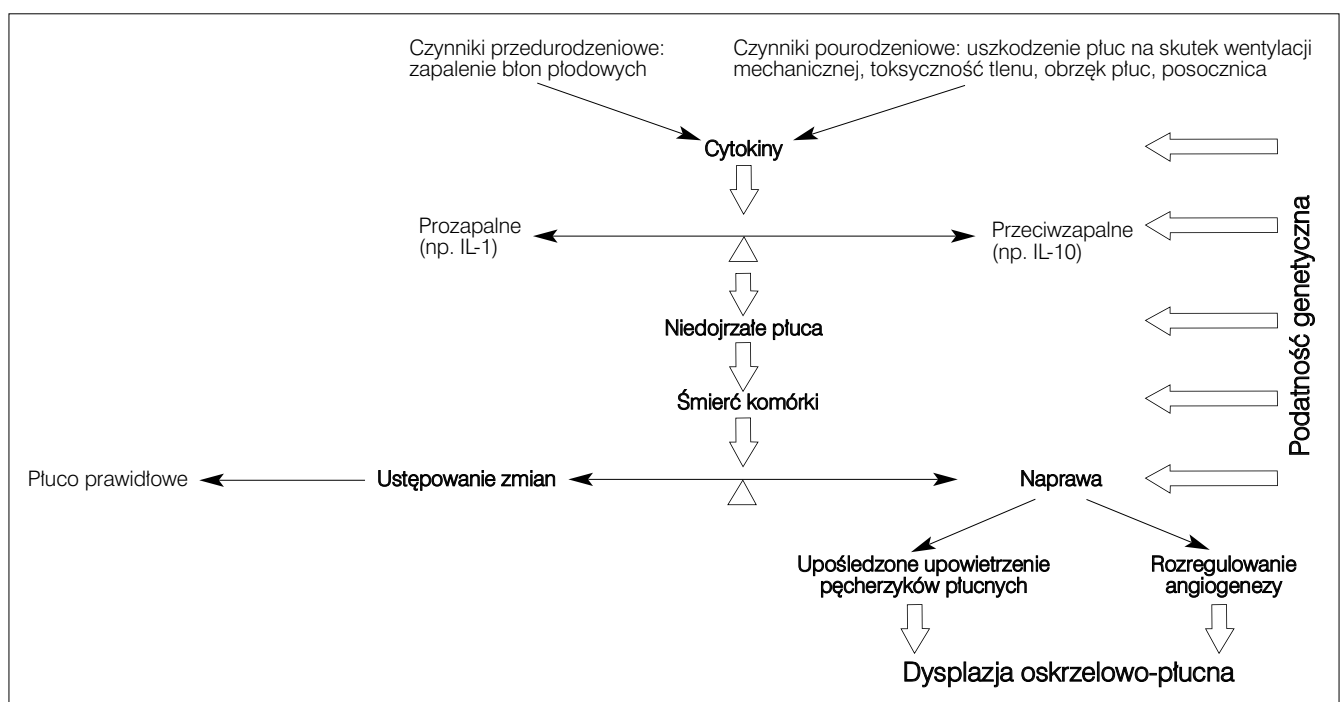 Czynniki przedurodzeniowe:
zapalenie błon płodowych
Czynniki pourodzeniowe: uszkodzenie płuc na skutek wentylacji
mechanicznej, toksyczność tlenu, obrzęk płuc, posocznica
Cytokiny
Prozapalne
(np. IL-1)
Przeciwzapalne
(np. IL-10)
Niedojrzałe płuca
Śmierć komórki
Płuco prawidłowe
Ustępowanie zmian
Naprawa
Upośledzone upowietrzenie
pęcherzyków płucnych
Rozregulowanie
angiogenezy
Dysplazja oskrzelowo-płucna
Podatność genetyczna